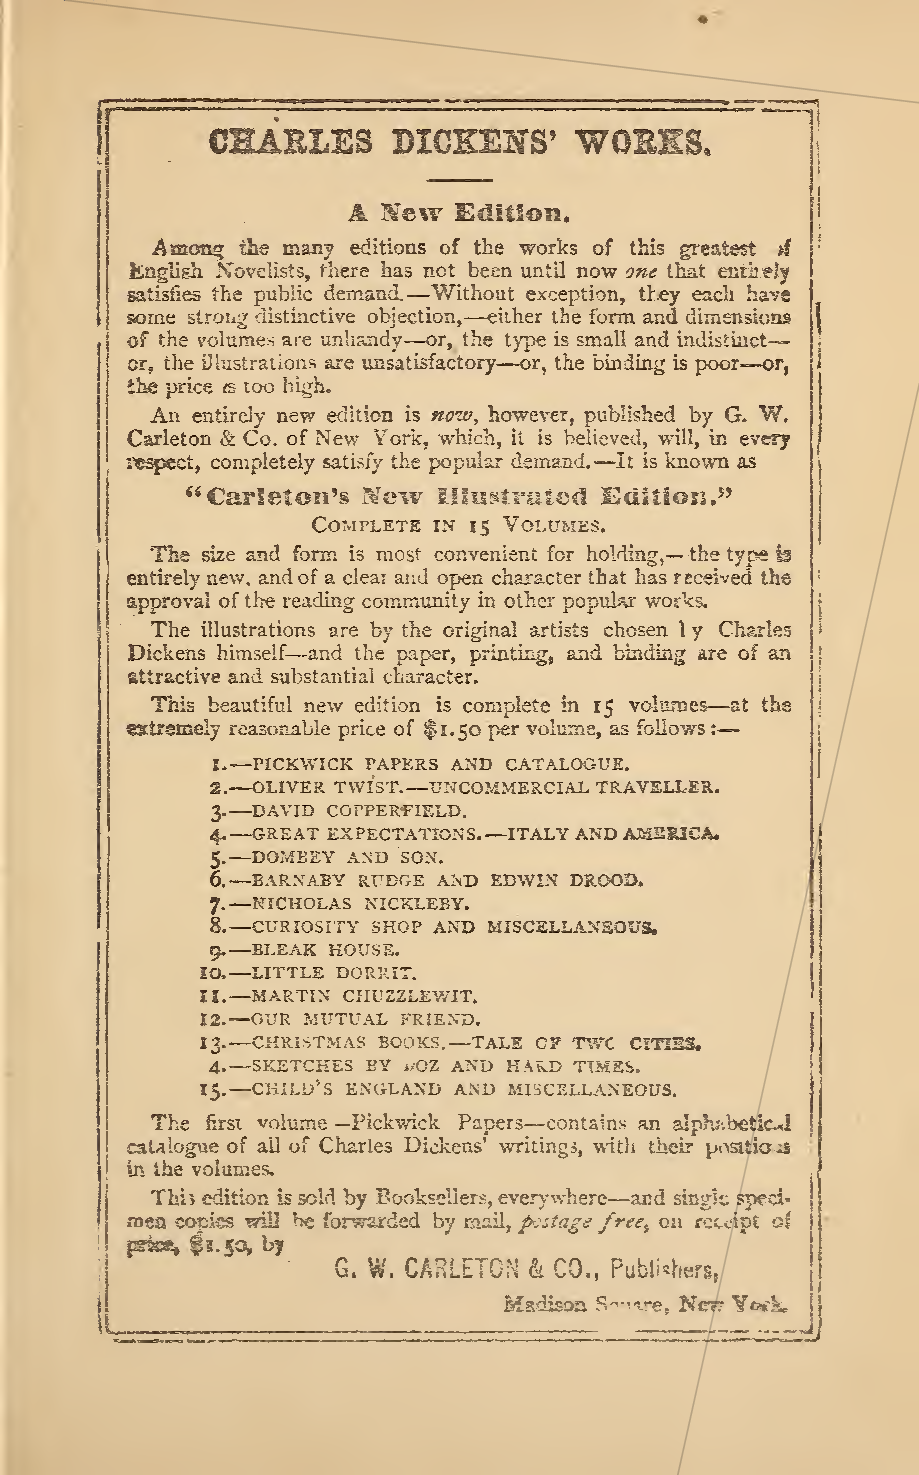 CHARLES DICKENS' WORKS.
A New Edition.
Among the many editions of the works of this greatest of
English Novelists, there has not been until now one that entirely
satisfies the public demand.—Without exception, they each have
some strong distinctive objection,—either the form and dimensions
of the volumes are unhandy—or, the type is small and indistinct—
or, the illustrations are unsatisfactory—or, the binding is poor—or,
the price is too high.
An entirely new edition is now, however, published by G. W.
Carleton & Co. of New York, which, it is believed, will, in every
respect, completely satisfy the popular demand.—It is known as
"Carleton's New Illustrated Edition."
COMPLETE IN 15 VOLUMES.
The size and form is most convenient for holding,—the type is
entirely new, and of a clear and open character that has received the
approval of the reading community in other popular works.
The illustrations are by the original artists chosen by Charles
Dickens himself—and the paper, printing, and binding are of an
attractive and substantial character.
This beautiful new edition is complete in 15 volumes—at the
extremely reasonable price of $1.50 per volume, as follows:—
1.—PICKWICK PAPERS AND CATALOGUE.
2.—OLIVER TWIST.—UNCOMMERCIAL TRAVELLER.
3.—DAVID COPPERFIELD.
4.—GREAT EXPECTATIONS.—ITALY AND AMERICA.
5.—DOMBEY AND SON.
6.—BARNABY RUDGE AND EDWIN DROOD.
7.—NICHOLAS NICKLEBY.
8.—CURIOSITY SHOP AND MISCELLANEOUS.
9.—BLEAK HOUSE.
10.—LITTLE DORRIT.
11.—MARTIN CHUZZLEWIT.
12.—OUR MUTUAL FRIEND.
13.—CHRISTMAS BOOKS.—TALE OF TWO CITIES.
4.—SKETCHES BY BOZ AND HARD TIMES.
15.—CHILD'S ENGLAND AND MISCELLANEOUS.
The first volume—Pickwick Papers—contains an alphabetical
catalogue of all of Charles Dickens' writings, with their positions
in the volumes.
This edition is sold by Booksellers, everywhere—and single speci-
men copies will be forwarded by mail, postage free, on receipt of
price, $1.50, by
G. W. CARLETON & CO., Publishers,
Madison Square, New York.